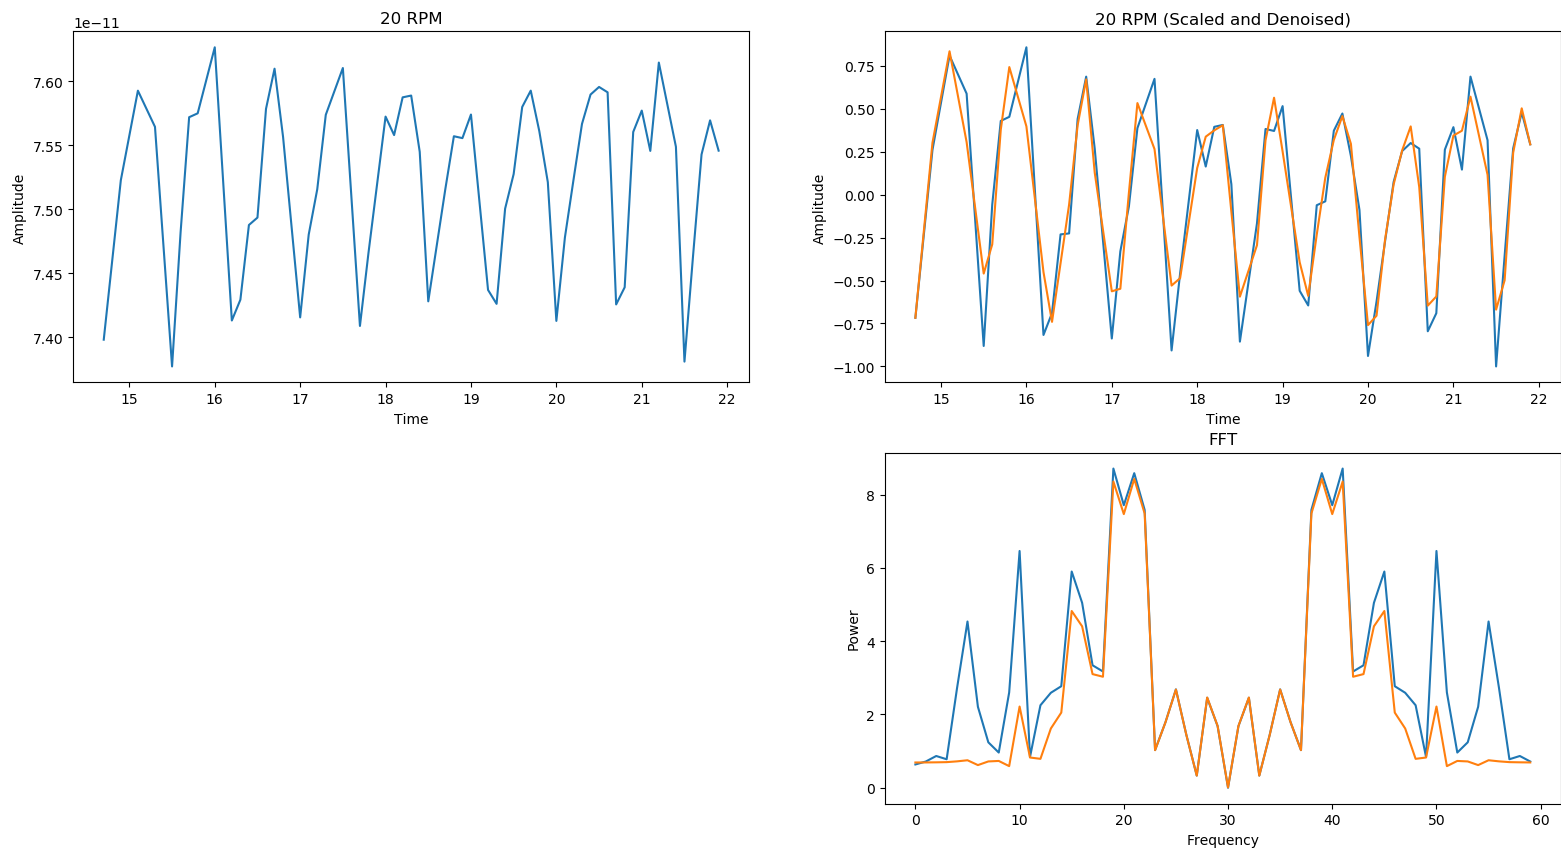 20 RPM
1e−11
7.60
7.55
7.50
7.45
7.40
Amplitude
15 16 17 18 19 20 21 22
Time
20 RPM (Scaled and Denoised)
0.75
0.50
0.25
0.00
−0.25
−0.50
−0.75
−1.00
Amplitude
15 16 17 18 19 20 21 22
Time
FFT
8
6
4
2
0
Power
0 10 20 30 40 50 60
Frequency